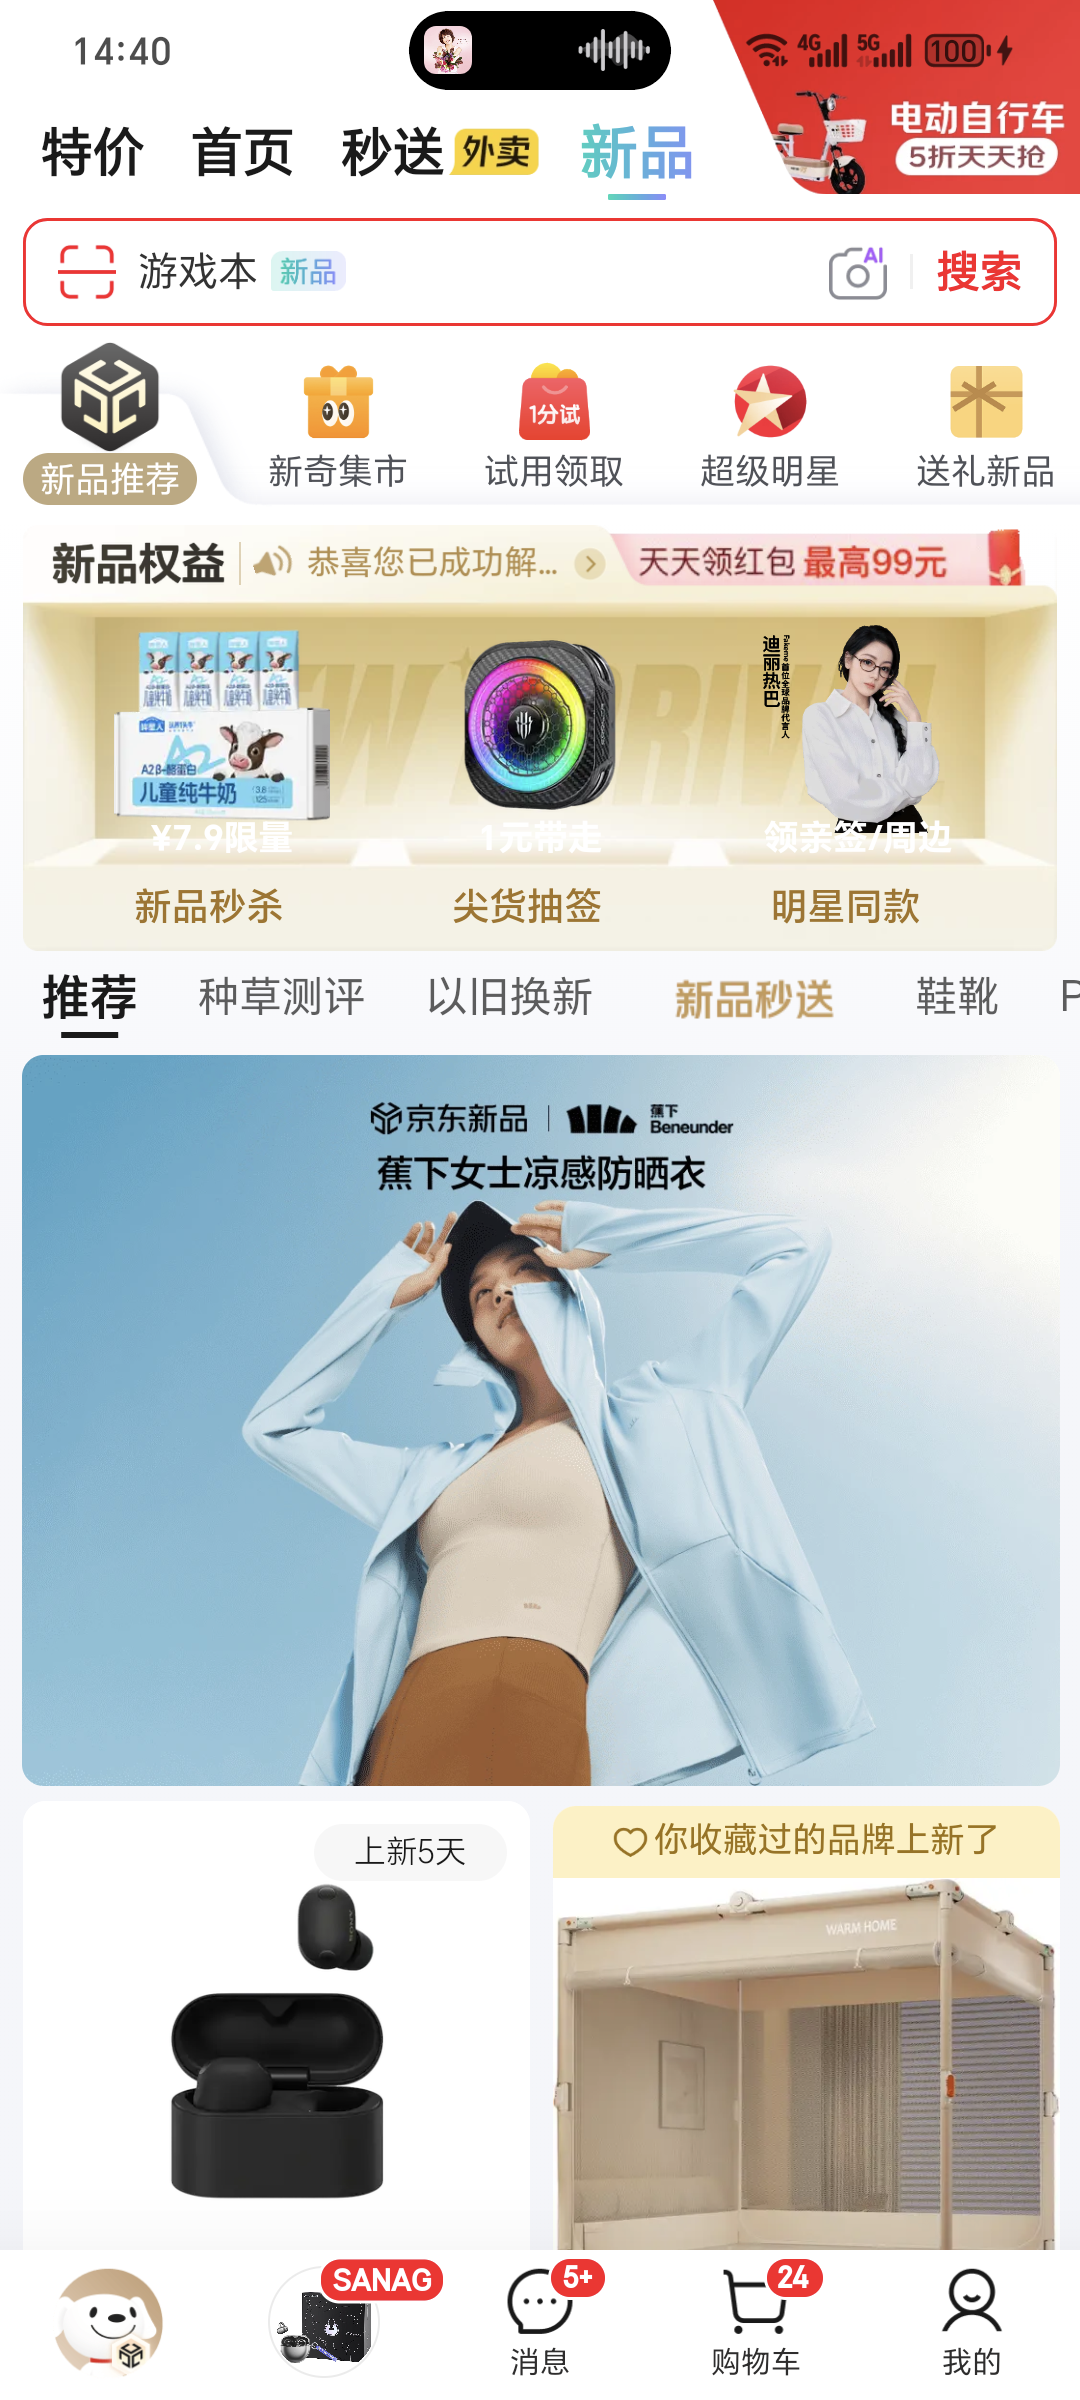 14:40
4G 5G 100
特价 首页 秒送 外卖 新品
电动自行车
5折天天抢
游戏本 新品 AI 搜索
1分试
新品推荐 新奇集市 试用领取 超级明星 送礼新品
新品权益 恭喜您已成功解... 天天领红包 最高99元
迪丽热巴
A2β-酪蛋白
儿童纯牛奶
¥7.9限量 1元带走 领亲签/周边
新品秒杀 尖货抽签 明星同款
推荐 种草测评 以旧换新 新品秒送 鞋靴 P
京东新品 蕉下 Beneunder
蕉下女士凉感防晒衣
上新5天
你收藏过的品牌上新了
SONY
WARM HOME
SANAG 5+ 24
消息 购物车 我的